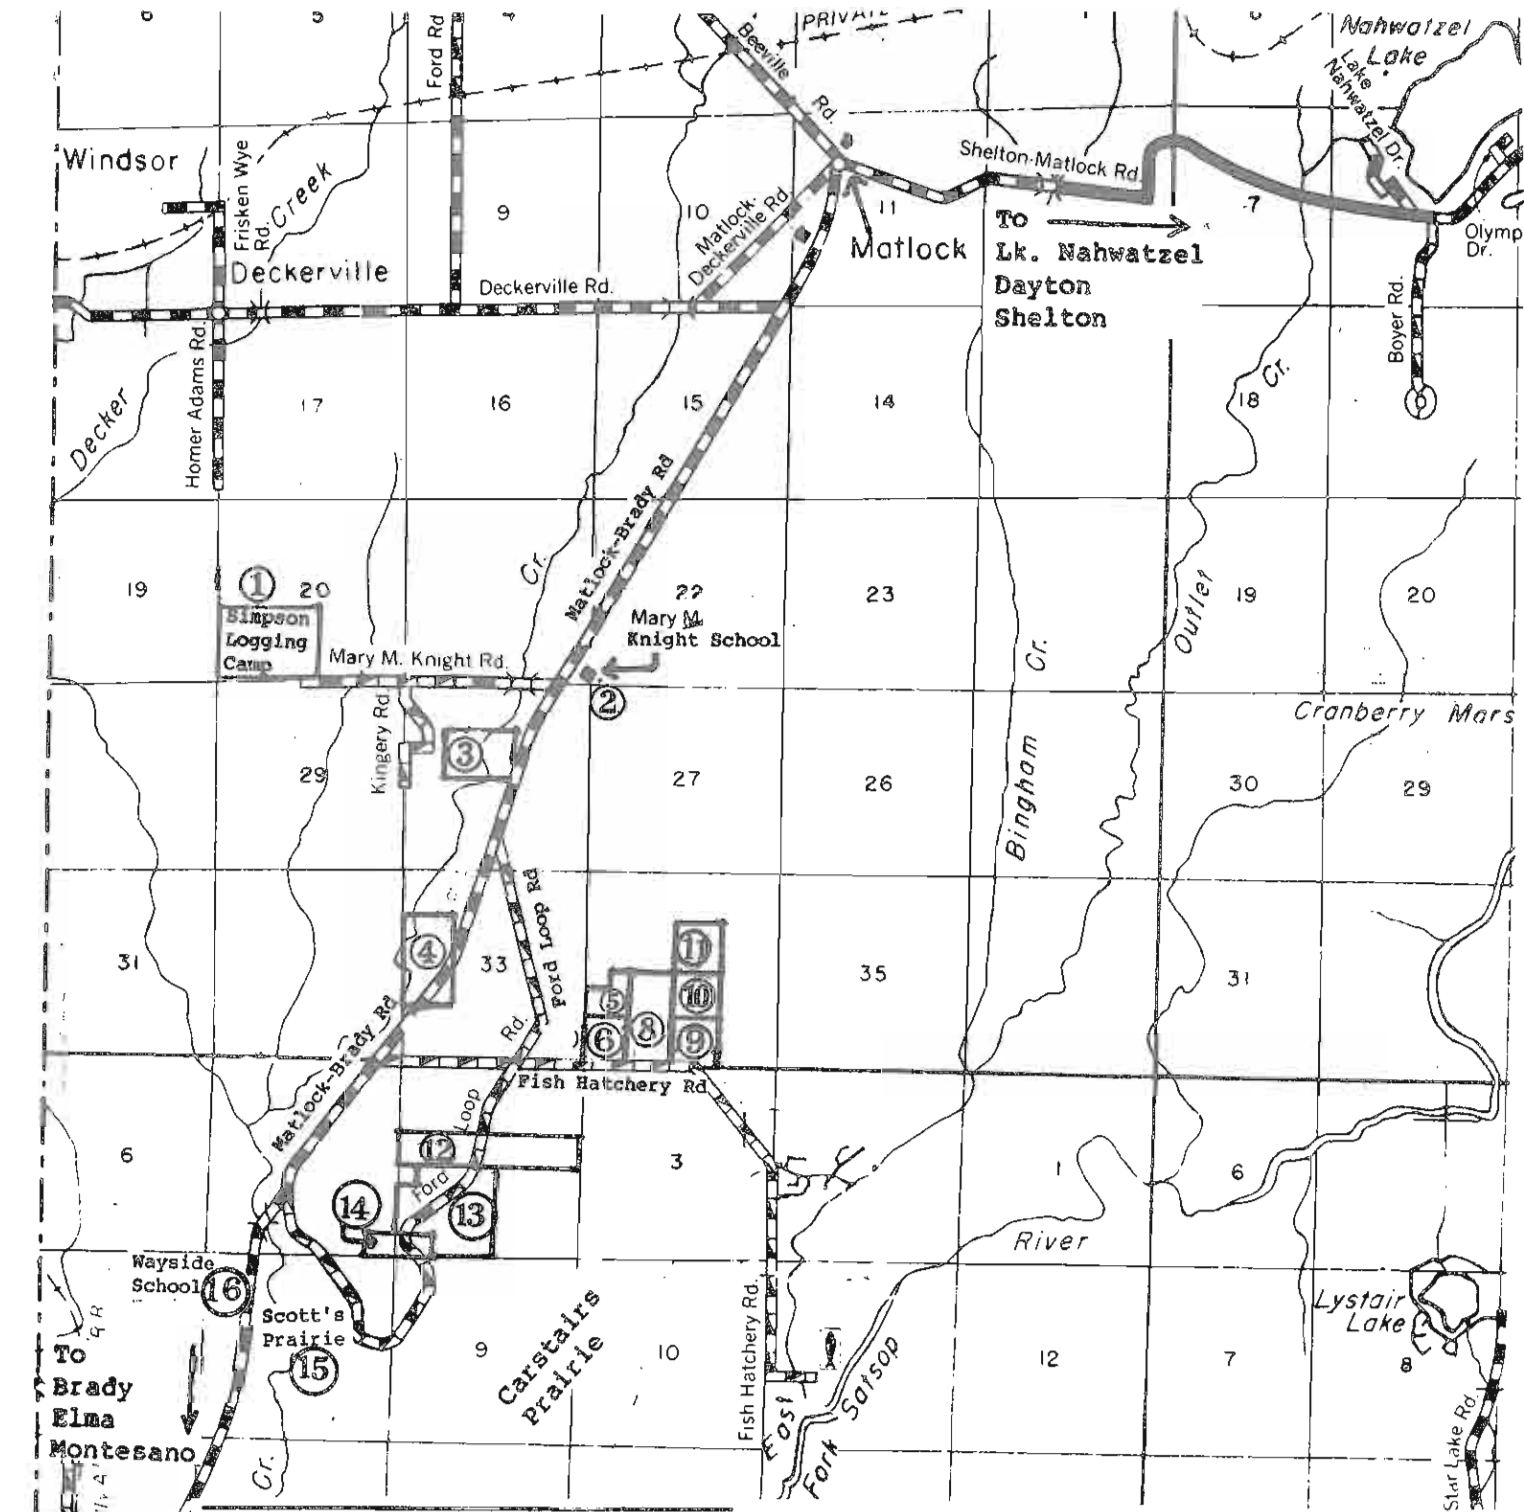 6
5
4
Ford Rd
Beeville
Rd.
PRIVATE
Nahwatzel
Lake
Lake
Nahwatzel Dr.
Windsor
Frisken Wye
Rd.
Creek
9
10
Matlock-
Deckerville Rd
11
Shelton-Matlock Rd.
7
Matlock
To
Lk. Nahwatzel
Dayton
Shelton
Olymp
Dr.
Boyer Rd.
Deckerville
Deckerville Rd.
Homer Adams Rd.
Decker
17
16
15
14
18
Cr.
Matlock-Brady Rd
Cr.
19
1
20
Simpson
Logging
Camp
Mary M. Knight Rd.
22
Mary M.
Knight School
2
23
Cr.
Outlet
19
20
Cranberry Mars
Kingery Rd.
3
29
27
26
Bingham
30
29
31
4
33
Ford Loop Rd
11
5
10
6
8
9
35
31
Matlock-Brady Rd
Rd.
Fish Hatchery Rd
Loop
6
12
3
1
6
14
Ford
13
River
Wayside
School
16
Scott's
Prairie
15
9
Carstairs
Prairie
10
Fish Hatchery Rd.
East
Fork
Satsop
12
7
8
Lystair
Lake
To
Brady
Elma
Montesano
Cr.
Star Lake Rd.